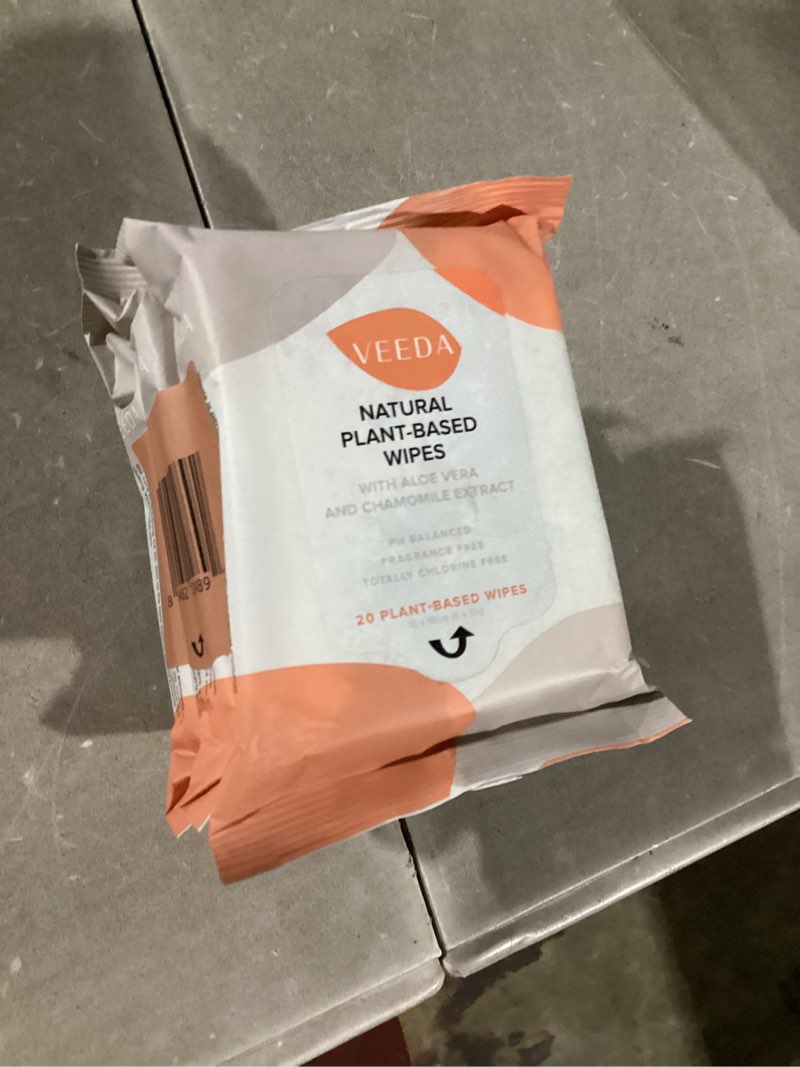 VEEDA
NATURAL
PLANT-BASED
WIPES
WITH ALOE VERA
AND CHAMOMILE EXTRACT
PH BALANCED
FRAGRANCE FREE
TOTALLY CHLORINE FREE
20 PLANT-BASED WIPES